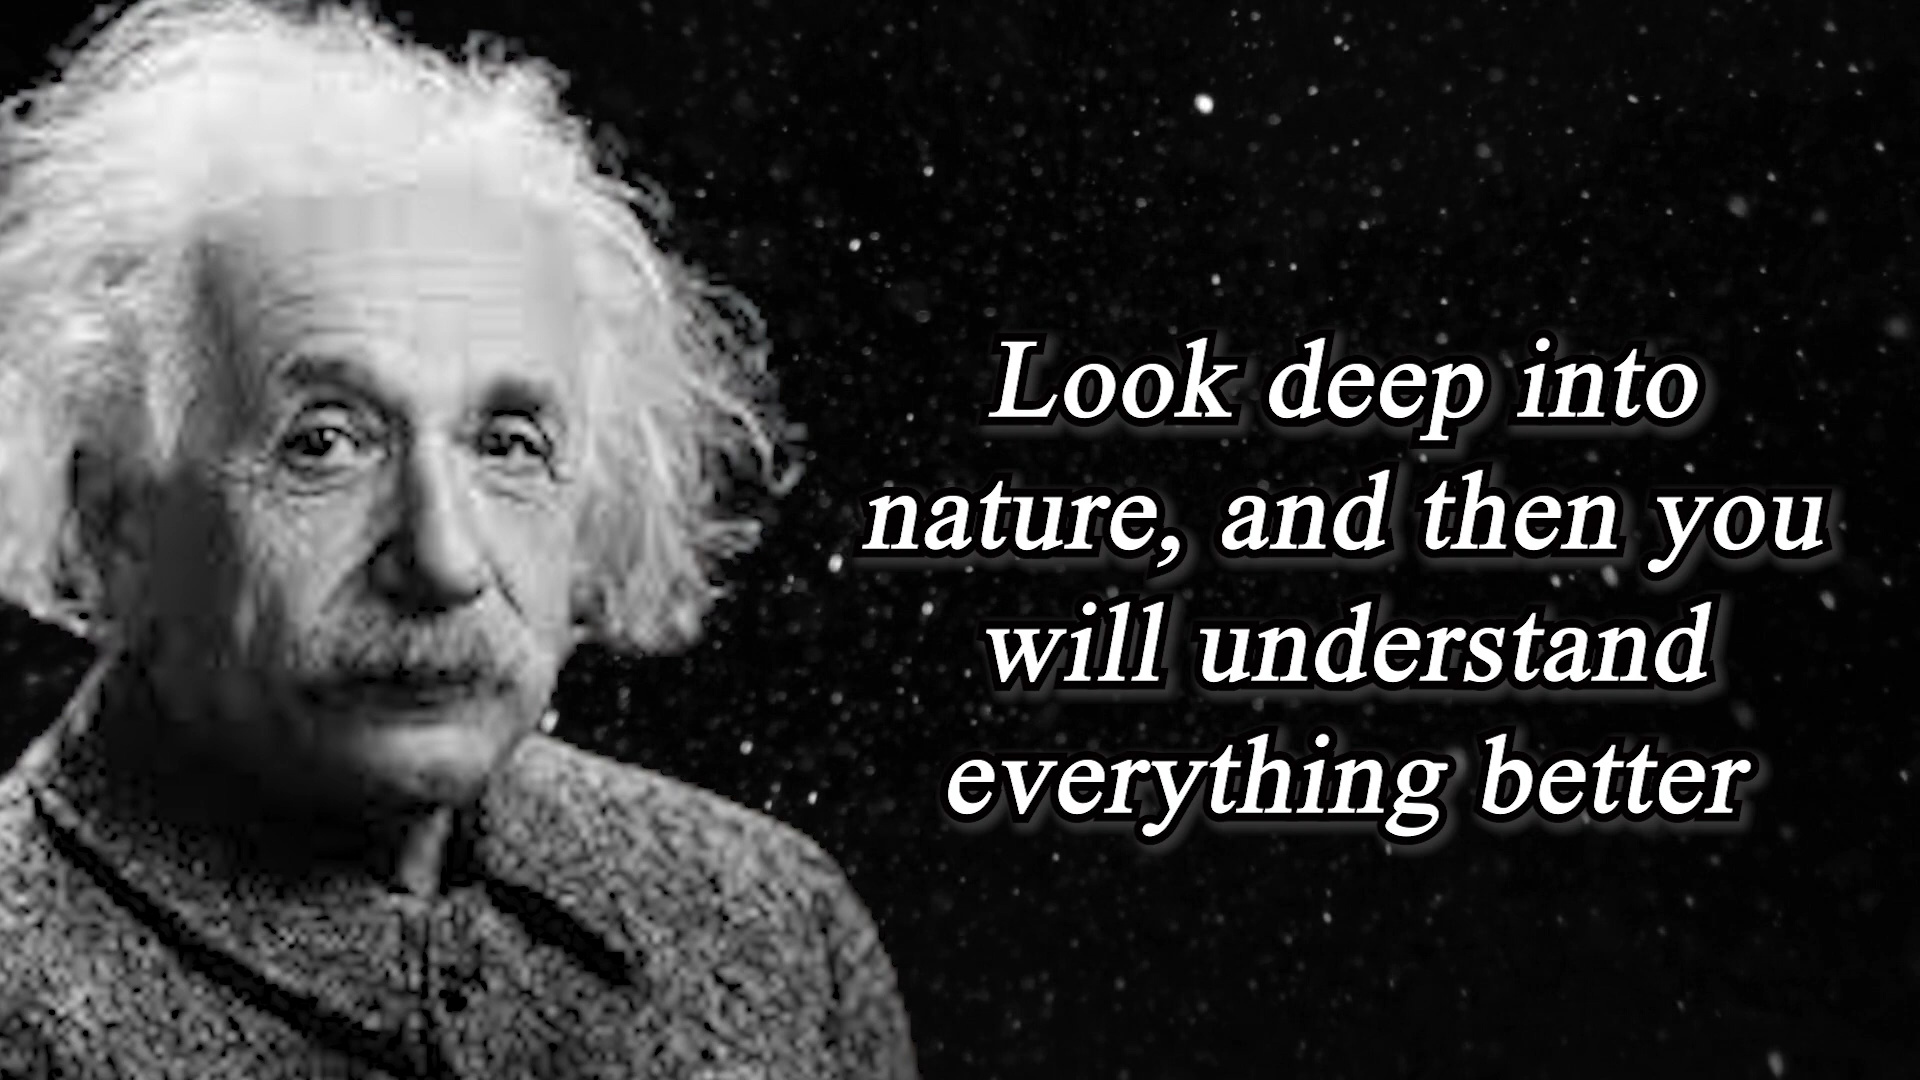 Look deep into
nature, and then you
will understand
everything better